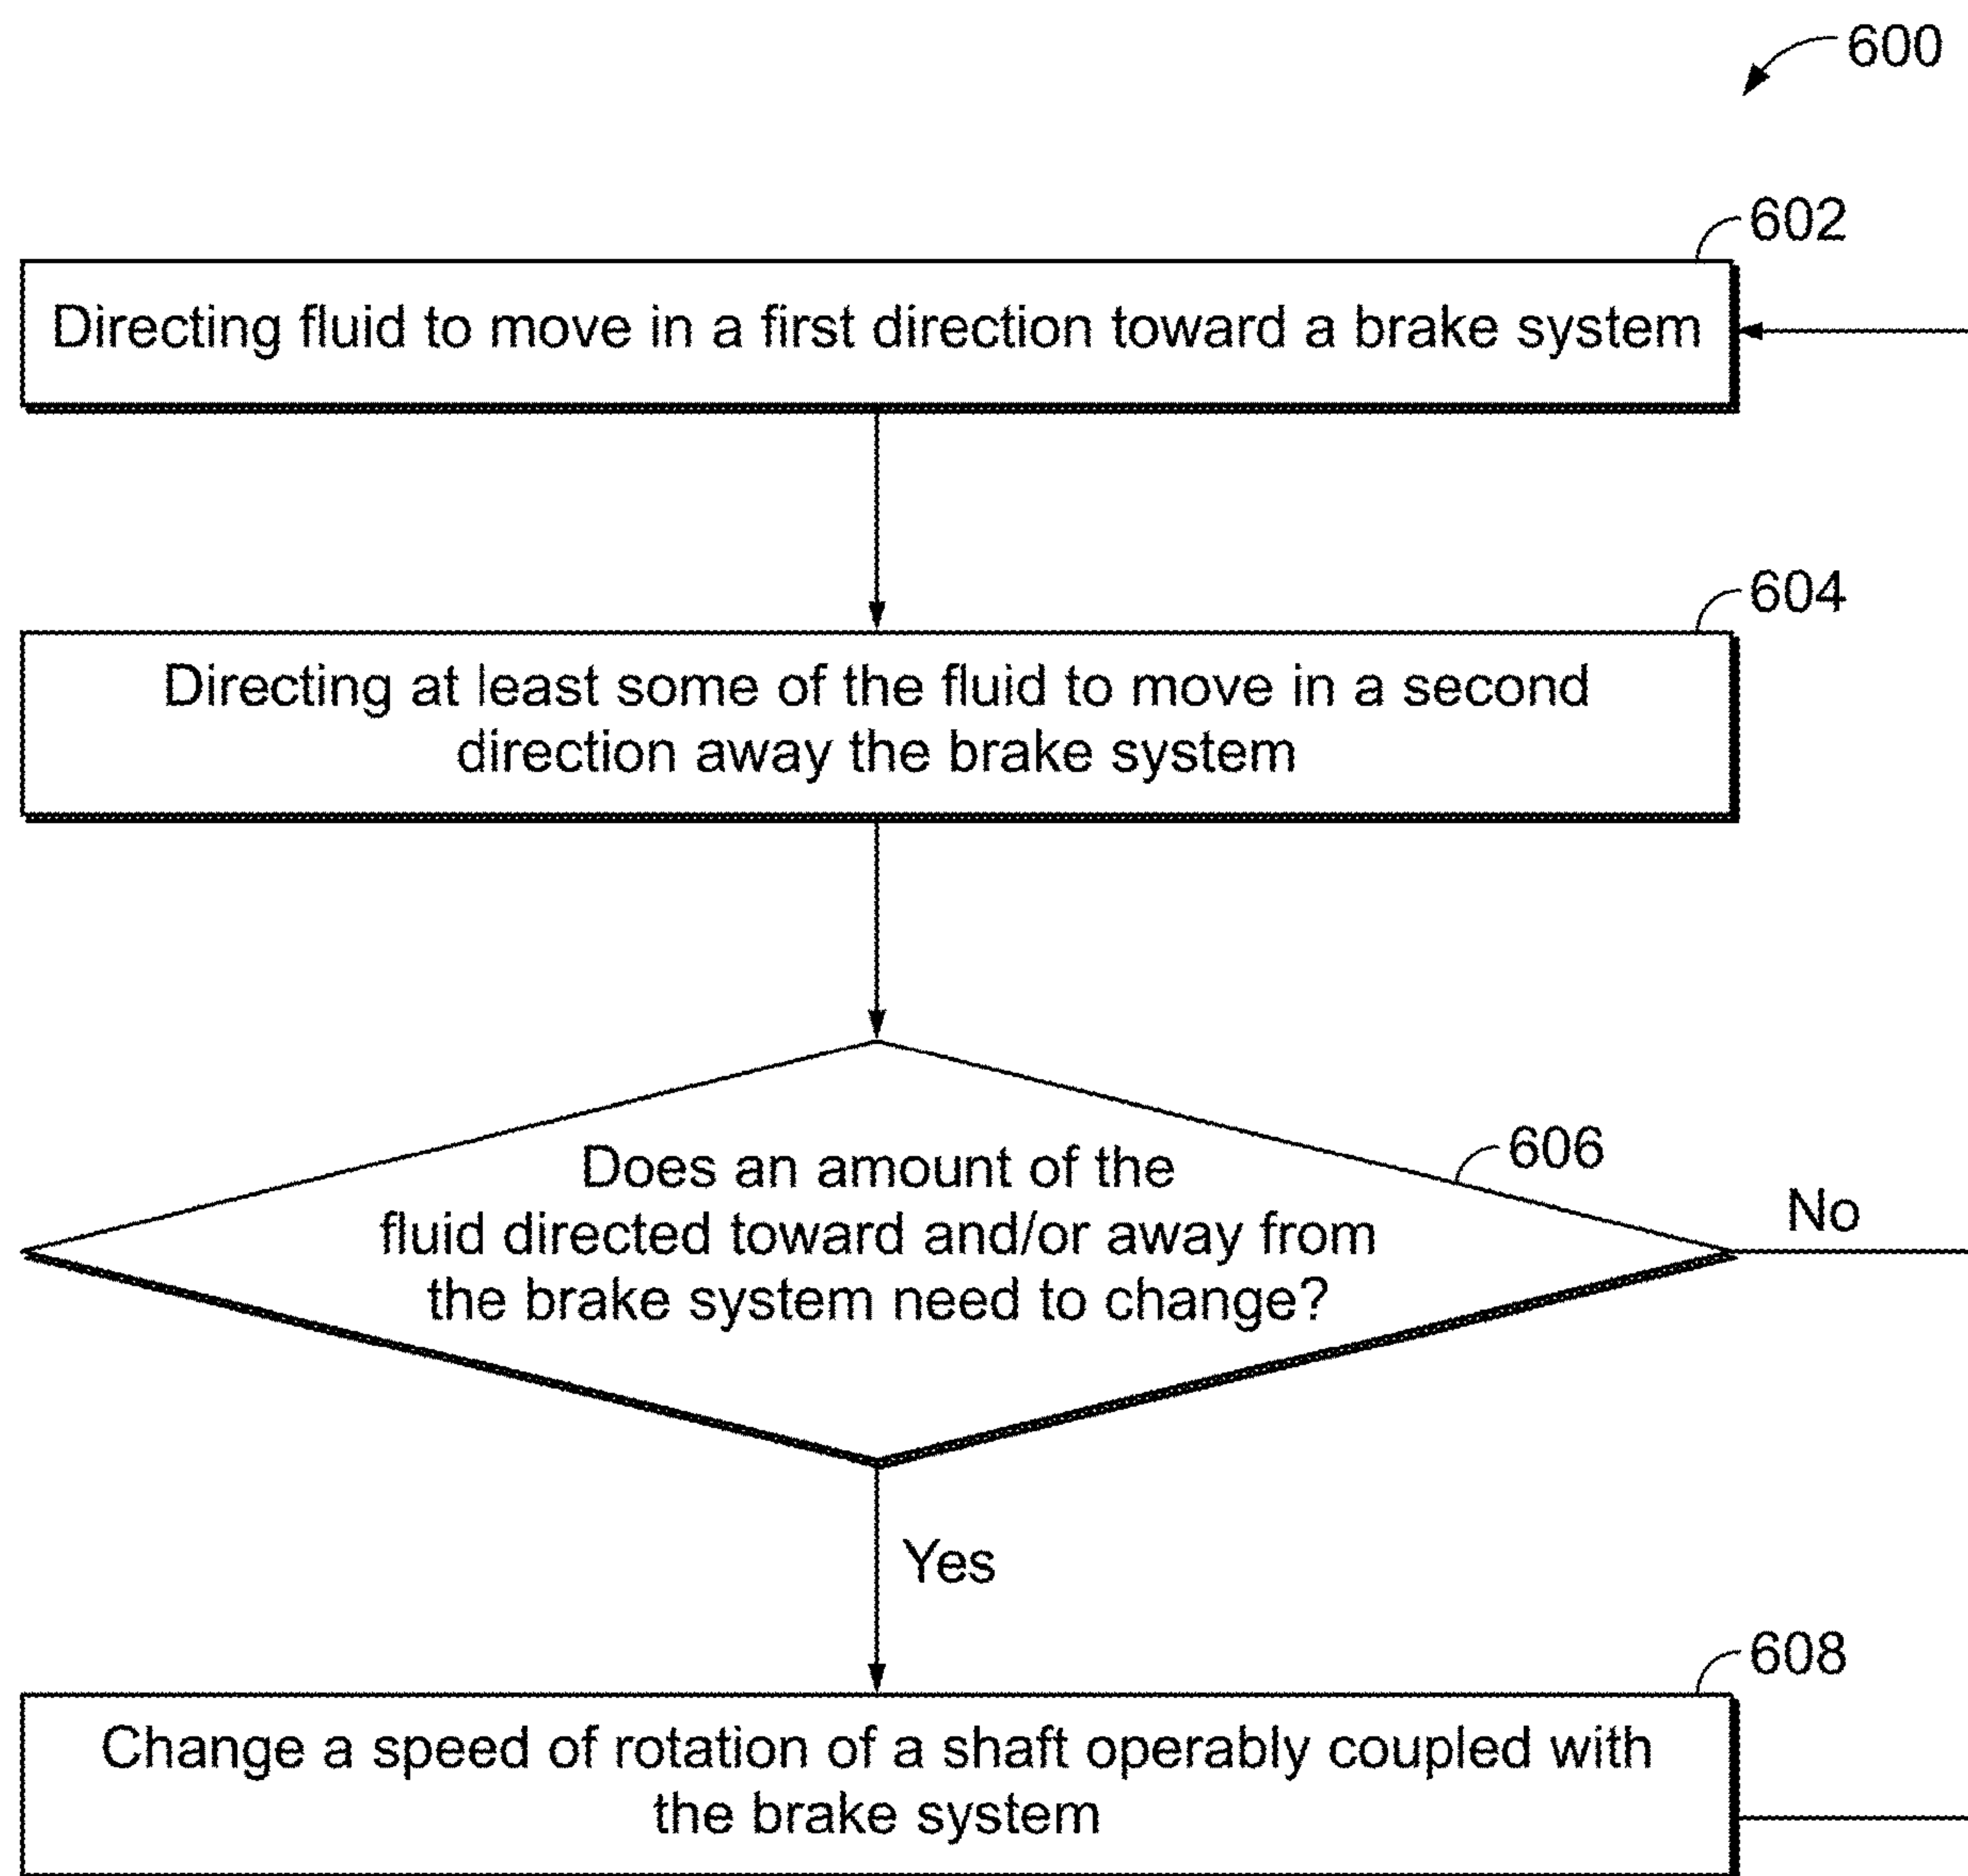 600
602
Directing fluid to move in a first direction toward a brake system
604
Directing at least some of the fluid to move in a second
direction away the brake system
606
Does an amount of the
fluid directed toward and/or away from
the brake system need to change?
No
Yes
608
Change a speed of rotation of a shaft operably coupled with
the brake system